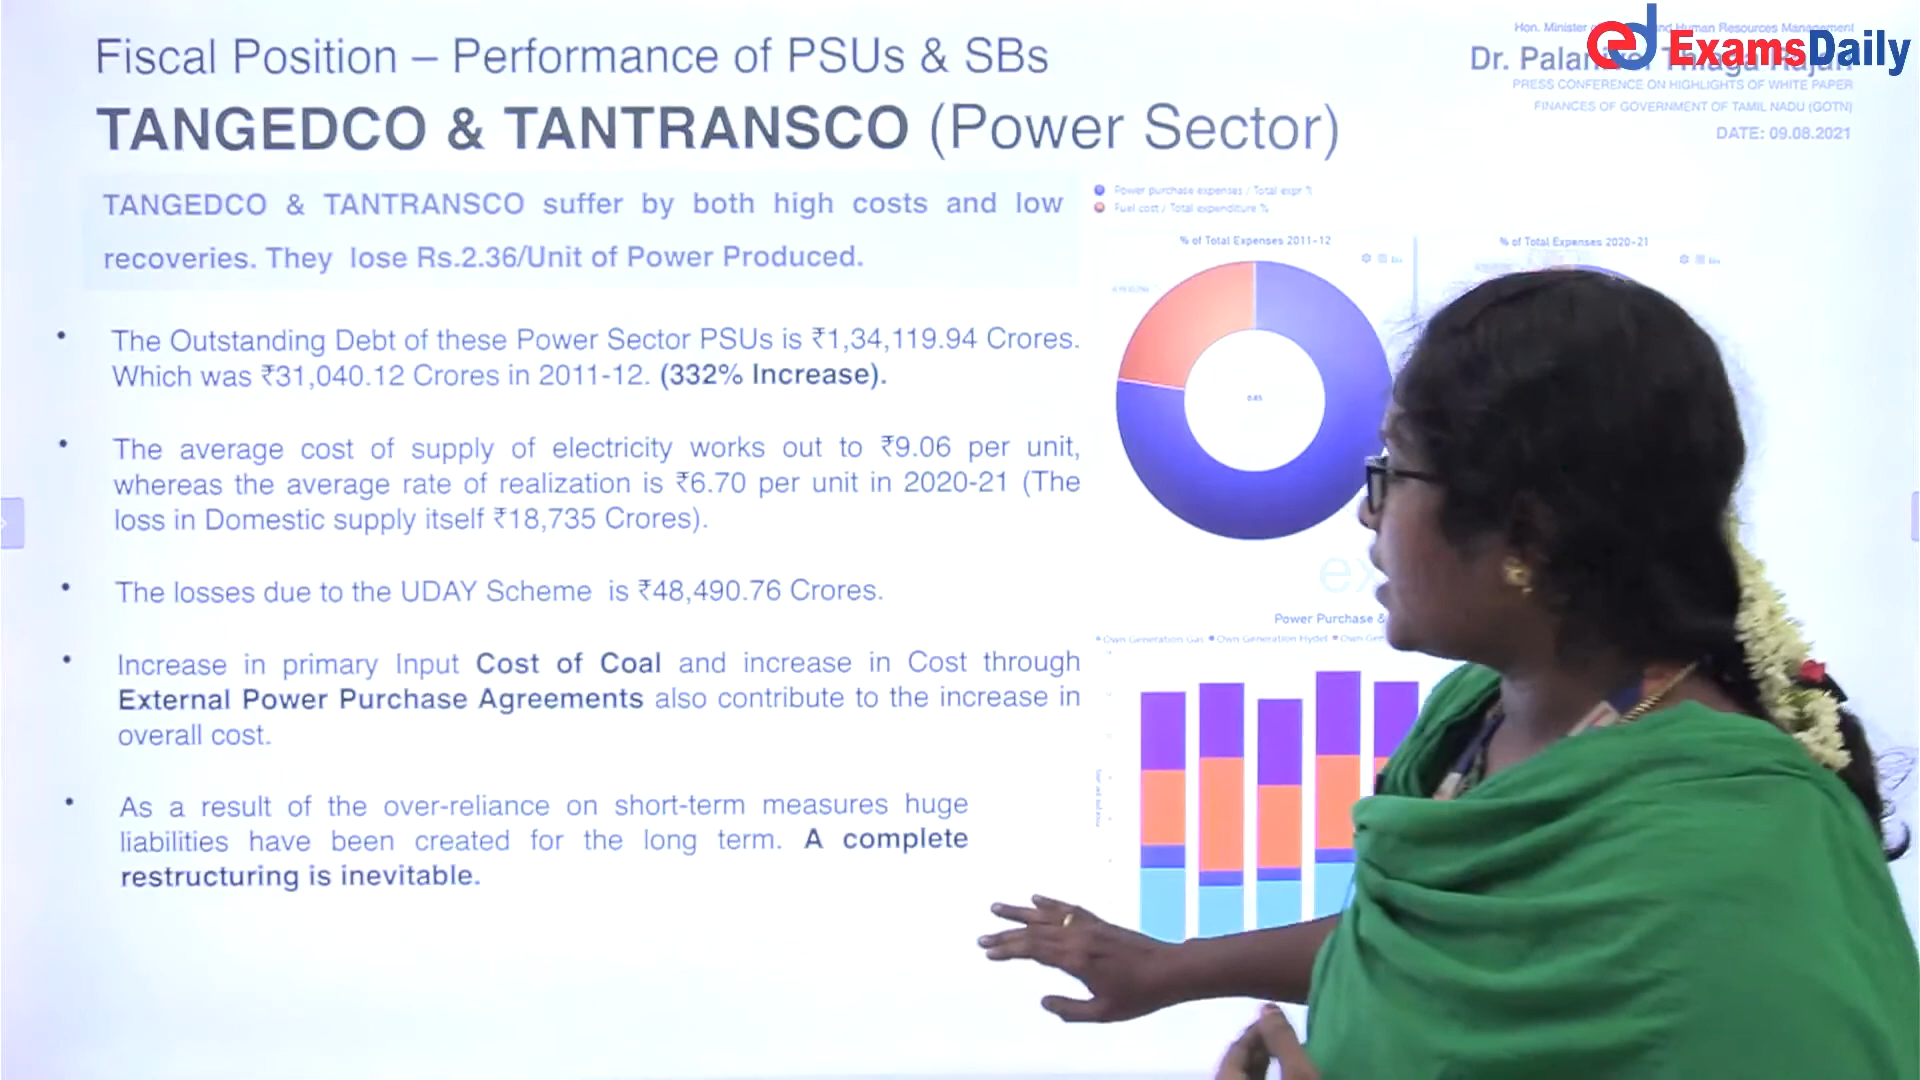 Fiscal Position – Performance of PSUs & SBs
TANGEDCO & TANTRANSCO (Power Sector)
Hon. Minister
and Human Resources Management
ExamsDaily
Dr.
PRESS CONFERENCE ON HIGHLIGHTS OF WHITE PAPER
FINANCES OF GOVERNMENT OF TAMIL NADU (GOTN)
DATE: 09.08.2021
TANGEDCO & TANTRANSCO suffer by both high costs and low
recoveries. They lose Rs.2.36/Unit of Power Produced.
• The Outstanding Debt of these Power Sector PSUs is ₹1,34,119.94 Crores.
Which was ₹31,040.12 Crores in 2011-12. (332% Increase).
• The average cost of supply of electricity works out to ₹9.06 per unit,
whereas the average rate of realization is ₹6.70 per unit in 2020-21 (The
loss in Domestic supply itself ₹18,735 Crores).
• The losses due to the UDAY Scheme is ₹48,490.76 Crores.
• Increase in primary Input Cost of Coal and increase in Cost through
External Power Purchase Agreements also contribute to the increase in
overall cost.
• As a result of the over-reliance on short-term measures huge
liabilities have been created for the long term. A complete
restructuring is inevitable.
Power purchase expenses / Total expr %
Fuel cost / Total expenditure %
% of Total Expenses 2011-12
% of Total Expenses 2020-21
Power Purchase &
Own Generation Gas Own Generation Hydel